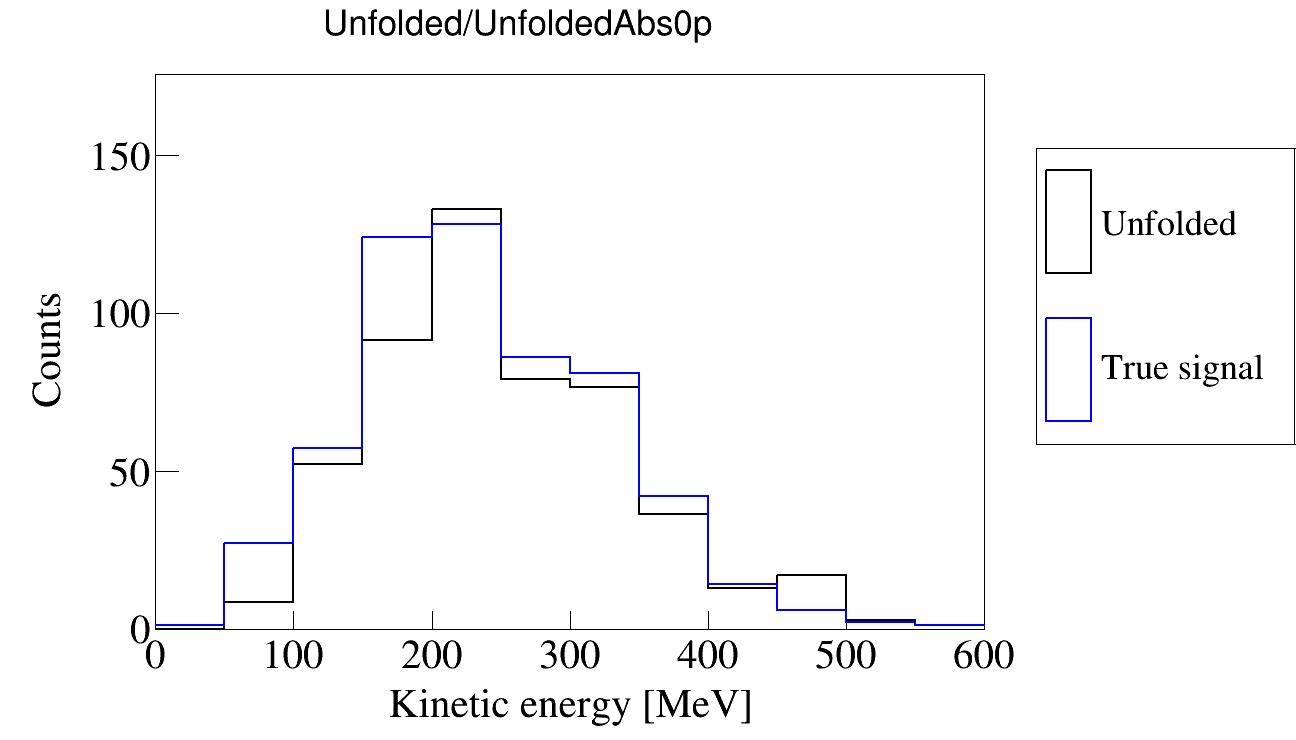 Unfolded/UnfoldedAbs0p
150
100
50
0
0 100 200 300 400 500 600
Counts
Kinetic energy [MeV]
Unfolded
True signal